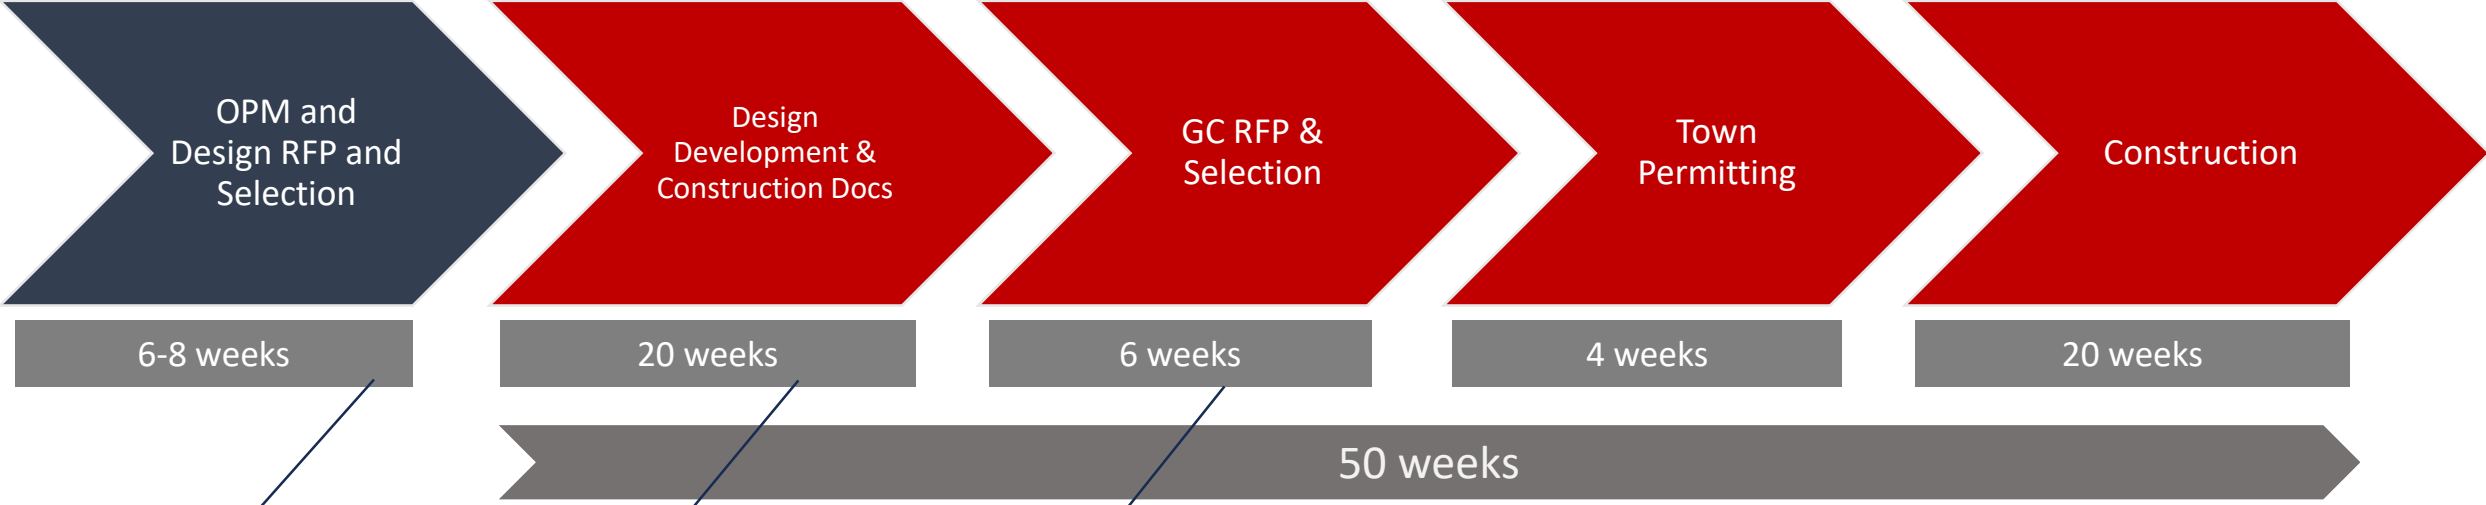 OPM and
Design RFP and
Selection
Design
Development &
Construction Docs
GC RFP &
Selection
Town
Permitting
Construction
6-8 weeks
20 weeks
6 weeks
4 weeks
20 weeks
50 weeks